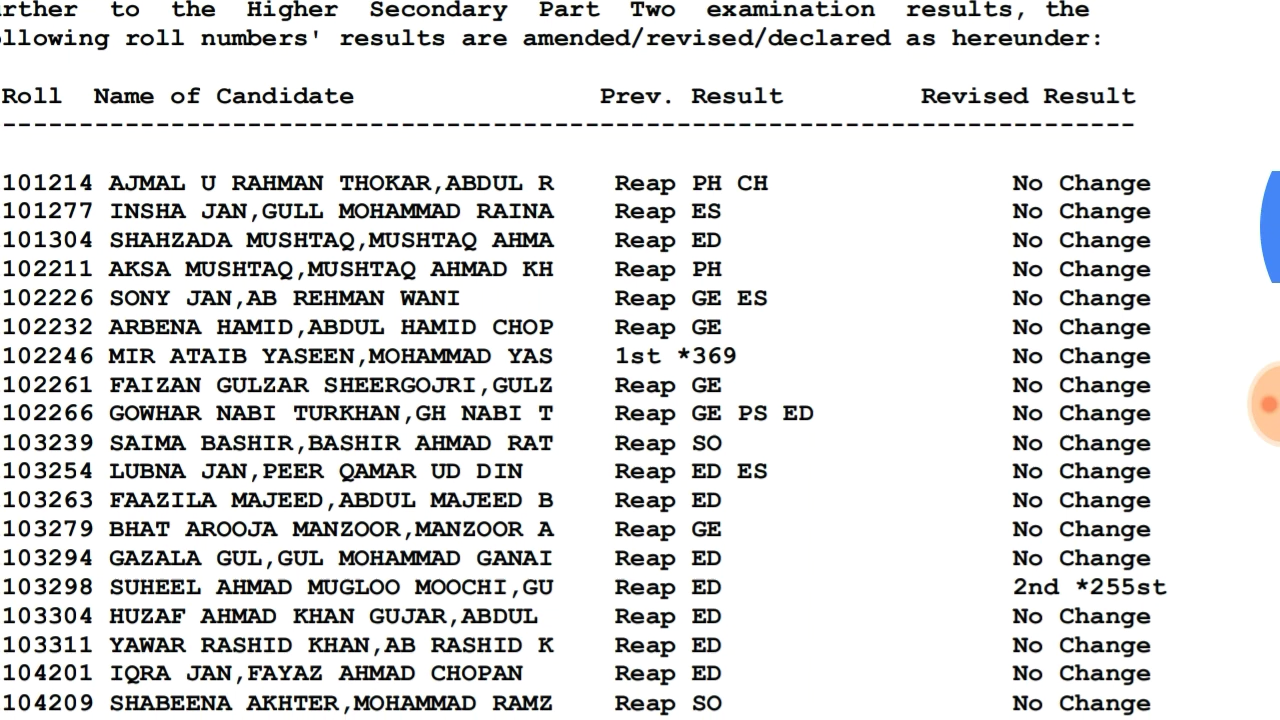 rther to the Higher Secondary Part Two examination results, the
llowing roll numbers' results are amended/revised/declared as hereunder:
Roll Name of Candidate Prev. Result Revised Result
--------------------------------------------------------------------------
101214 AJMAL U RAHMAN THOKAR,ABDUL R Reap PH CH No Change
101277 INSHA JAN,GULL MOHAMMAD RAINA Reap ES No Change
101304 SHAHZADA MUSHTAQ,MUSHTAQ AHMA Reap ED No Change
102211 AKSA MUSHTAQ,MUSHTAQ AHMAD KH Reap PH No Change
102226 SONY JAN,AB REHMAN WANI Reap GE ES No Change
102232 ARBENA HAMID,ABDUL HAMID CHOP Reap GE No Change
102246 MIR ATAIB YASEEN,MOHAMMAD YAS 1st *369 No Change
102261 FAIZAN GULZAR SHEERGOJRI,GULZ Reap GE No Change
102266 GOWHAR NABI TURKHAN,GH NABI T Reap GE PS ED No Change
103239 SAIMA BASHIR,BASHIR AHMAD RAT Reap SO No Change
103254 LUBNA JAN,PEER QAMAR UD DIN Reap ED ES No Change
103263 FAAZILA MAJEED,ABDUL MAJEED B Reap ED No Change
103279 BHAT AROOJA MANZOOR,MANZOOR A Reap GE No Change
103294 GAZALA GUL,GUL MOHAMMAD GANAI Reap ED No Change
103298 SUHEEL AHMAD MUGLOO MOOCHI,GU Reap ED 2nd *255st
103304 HUZAF AHMAD KHAN GUJAR,ABDUL Reap ED No Change
103311 YAWAR RASHID KHAN,AB RASHID K Reap ED No Change
104201 IQRA JAN,FAYAZ AHMAD CHOPAN Reap ED No Change
104209 SHABEENA AKHTER,MOHAMMAD RAMZ Reap SO No Change